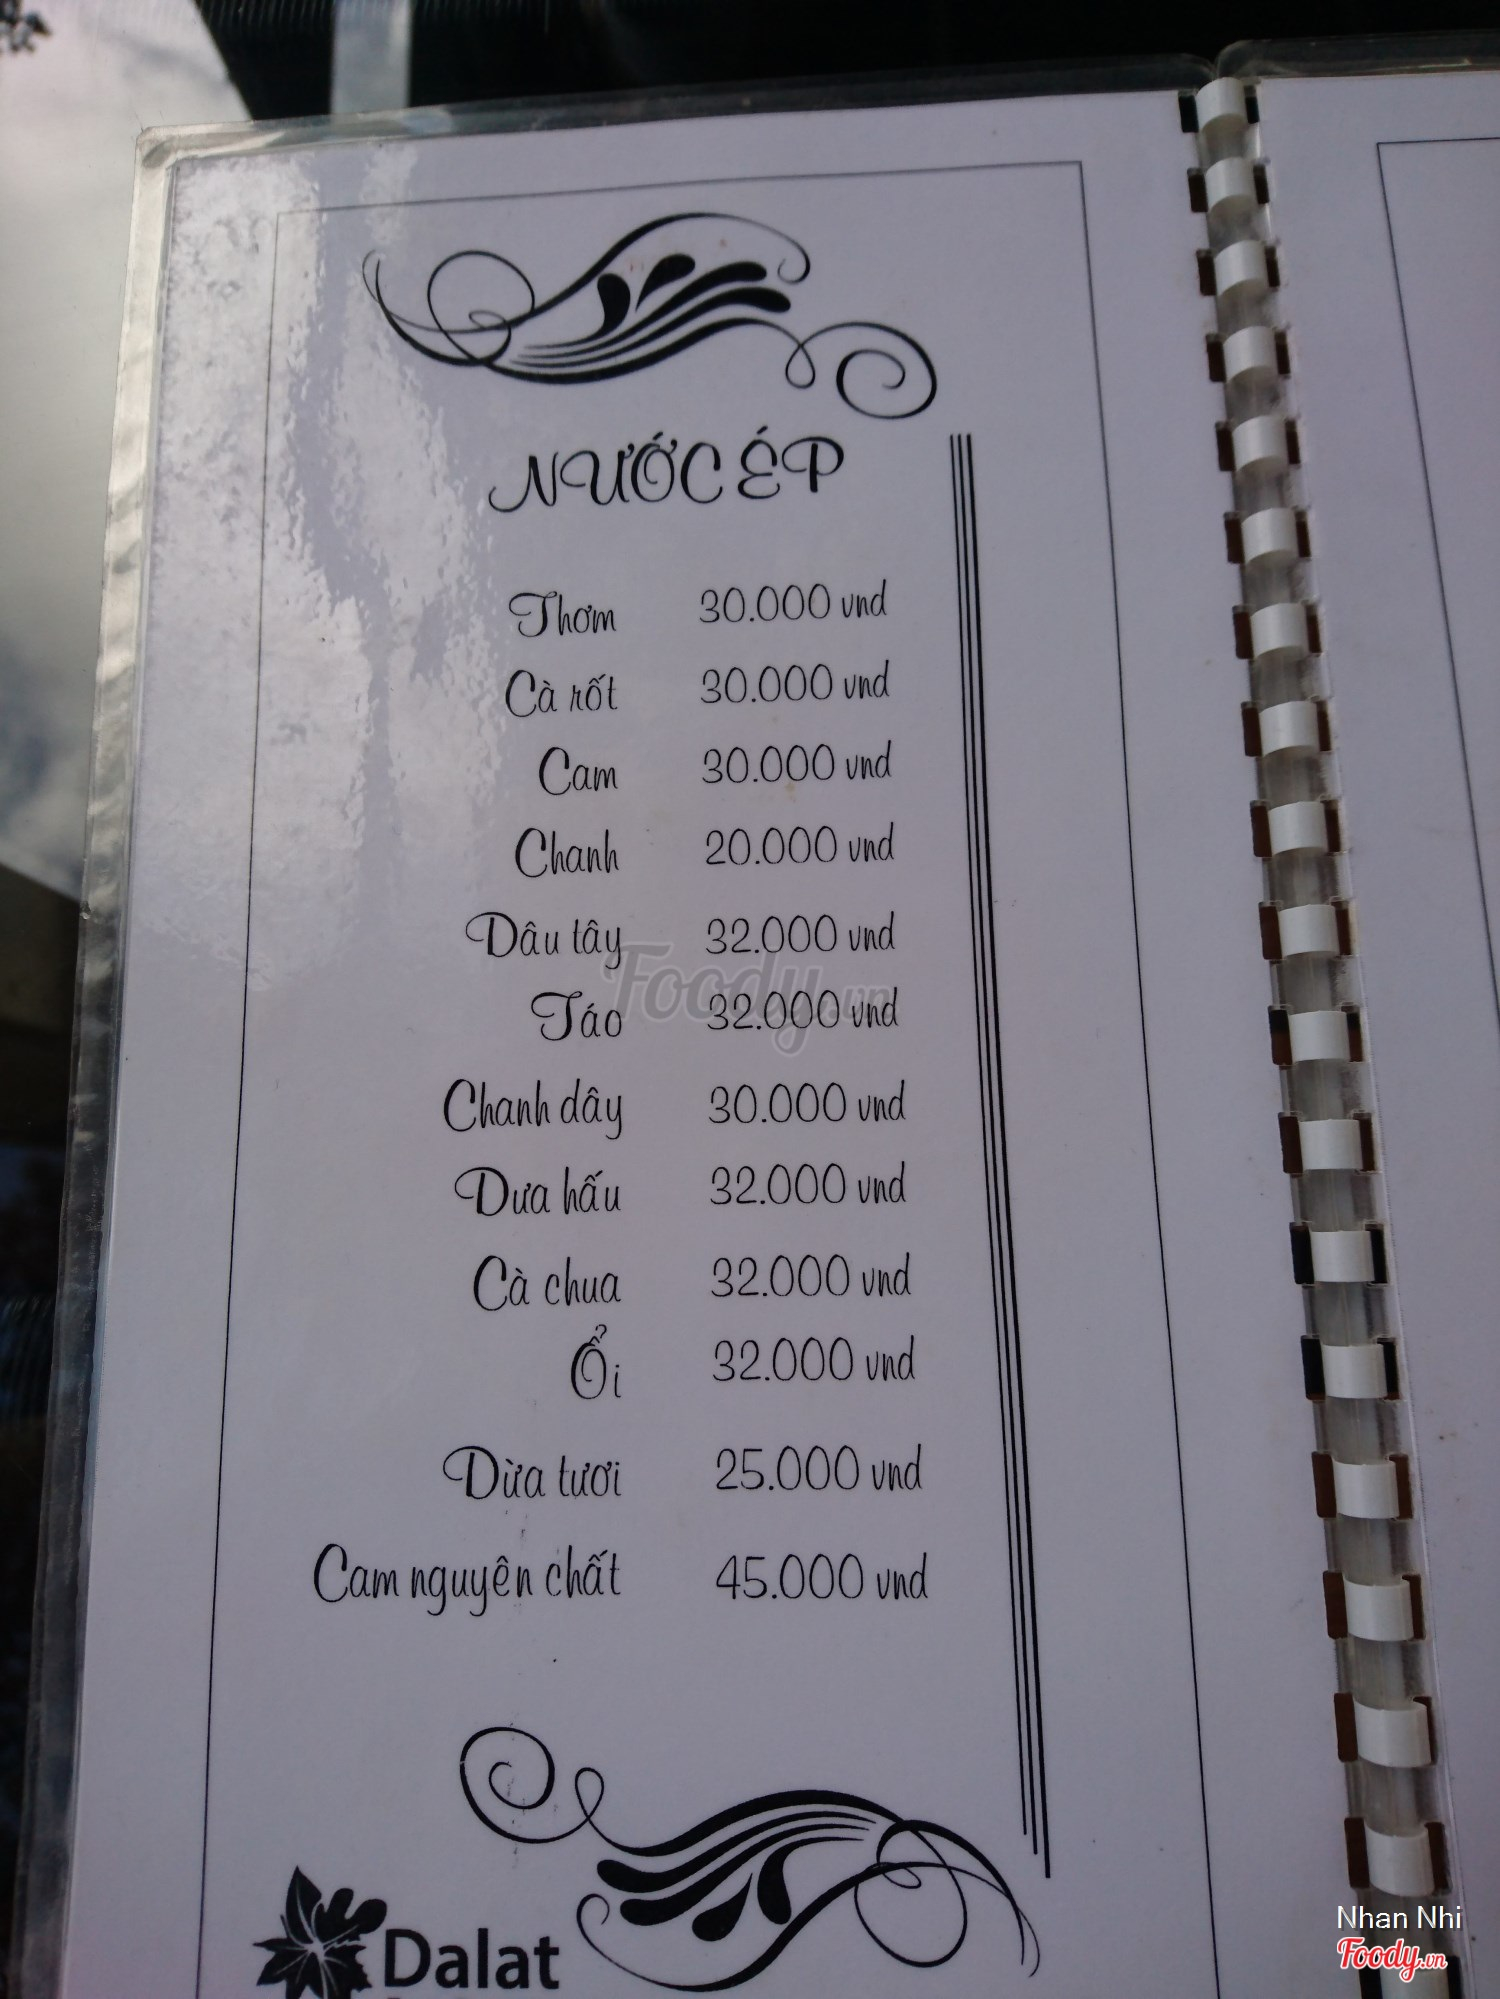 NƯỚC ÉP
Thơm 30.000 vnd
Cà rốt 30.000 vnd
Cam 30.000 vnd
Chanh 20.000 vnd
Dâu tây 32.000 vnd
Foody.vn
Táo 32.000 vnd
Chanh dây 30.000 vnd
Dưa hấu 32.000 vnd
Cà chua 32.000 vnd
Ổi 32.000 vnd
Dừa tươi 25.000 vnd
Cam nguyên chất 45.000 vnd
Dalat
Nhan Nhi
Foody.vn